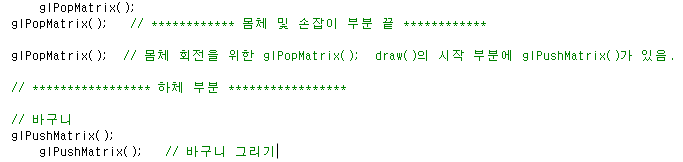 glPopMatrix();
glPopMatrix();   // ************ 몸체 및 손잡이 부분 끝 ************
glPopMatrix();  // 몸체 회전을 위한 glPopMatrix();  draw()의 시작 부분에 glPushMatrix()가 있음.
// ***************** 하체 부분 *****************
// 바구니
glPushMatrix();
glPushMatrix();   // 바구니 그리기